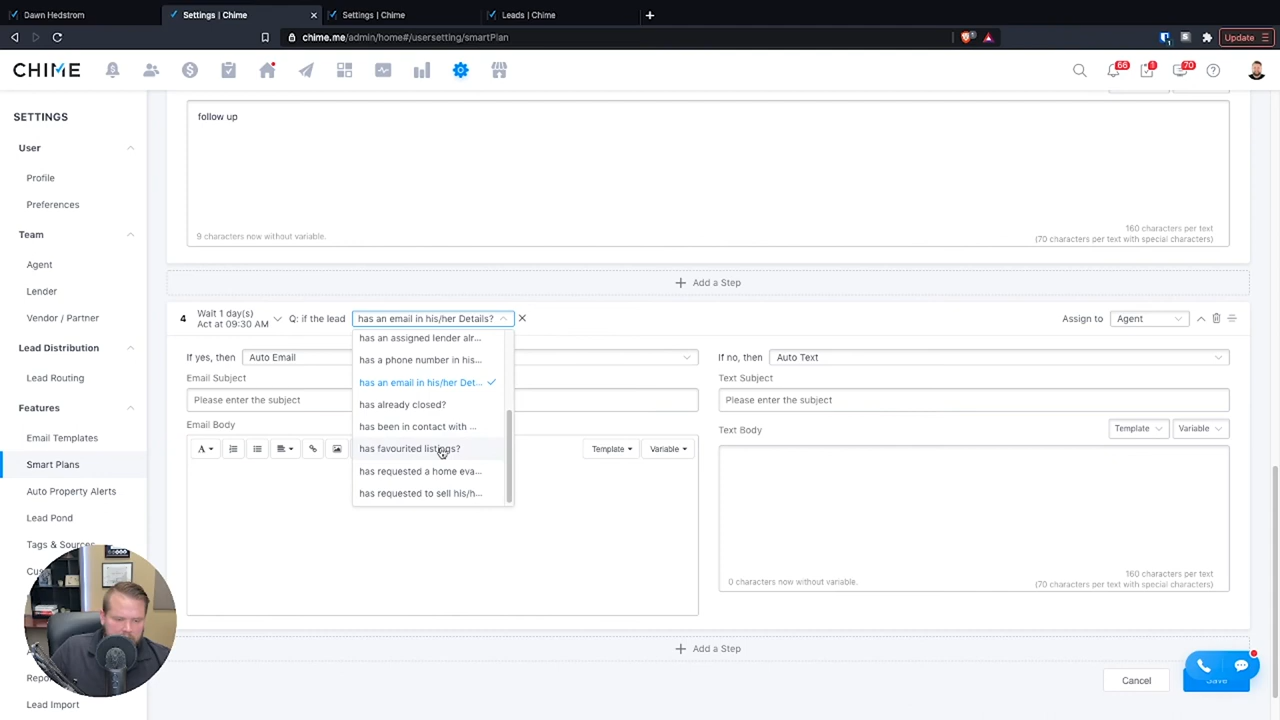 Dawn Hedstrom
Settings | Chime
Settings | Chime
Leads | Chime
chime.me/admin/home#/usersetting/smartPlan
Update
CHIME
66
1
70
SETTINGS
User
Profile
Preferences
Team
Agent
Lender
Vendor / Partner
Lead Distribution
Lead Routing
Features
Email Templates
Smart Plans
Auto Property Alerts
Lead Pond
Tags & Sources
Lead Import
follow up
9 characters now without variable.
160 characters per text
(70 characters per text with special characters)
Add a Step
4
Wait 1 day(s)
Act at 09:30 AM
Q: if the lead
has an email in his/her Details?
Assign to
Agent
has an assigned lender alr...
has a phone number in his...
has an email in his/her Det...
has already closed?
has been in contact with ...
has favourited listings?
has requested a home eva...
has requested to sell his/h...
If yes, then
Auto Email
Email Subject
Please enter the subject
Email Body
Template
Variable
If no, then
Auto Text
Text Subject
Please enter the subject
Text Body
Template
Variable
0 characters now without variable.
160 characters per text
(70 characters per text with special characters)
Add a Step
Cancel
Save